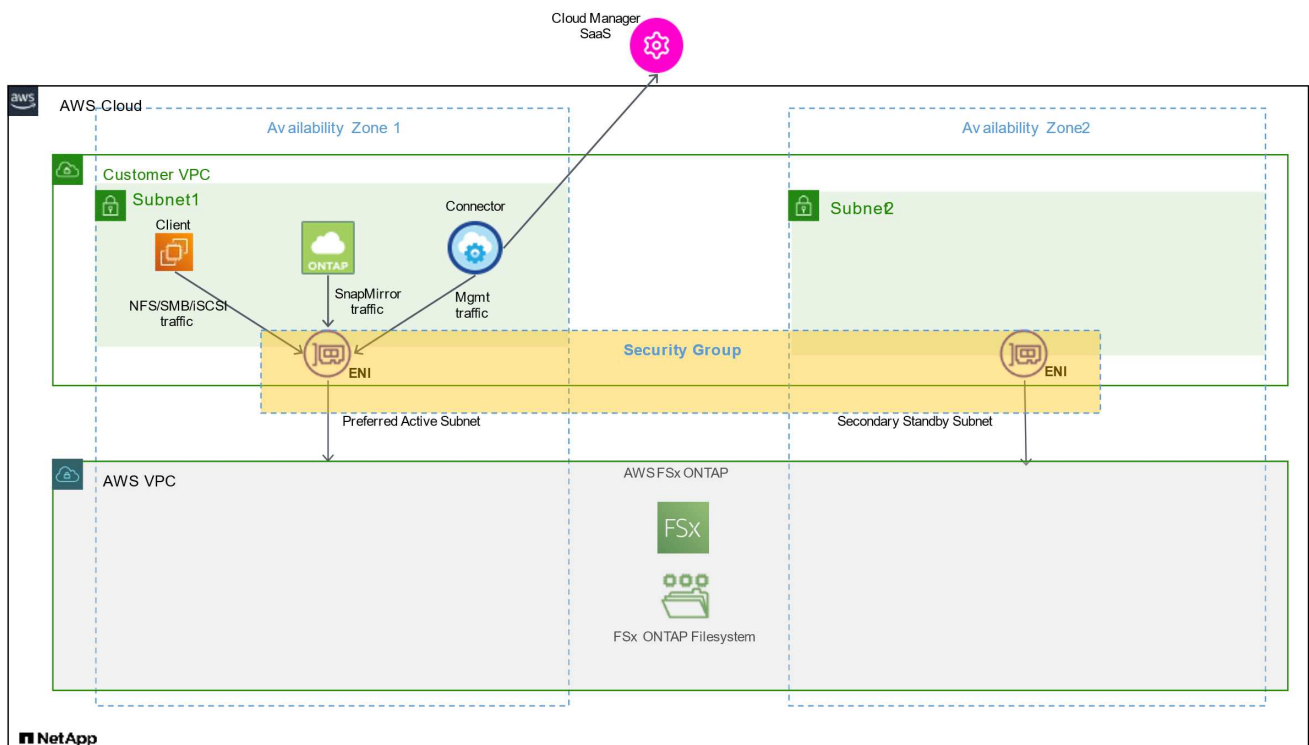 Cloud Manager
SaaS
aws
AWS Cloud
Availability Zone 1
Availability Zone2
Customer VPC
Subnet1
Subnet2
Client
ONTAP
Connector
NFS/SMB/iSCSI
traffic
SnapMirror
traffic
Mgmt
traffic
Security Group
ENI
ENI
Preferred Active Subnet
Secondary Standby Subnet
AWS VPC
AWS FSx ONTAP
FSx
FSx ONTAP Filesystem
NetApp